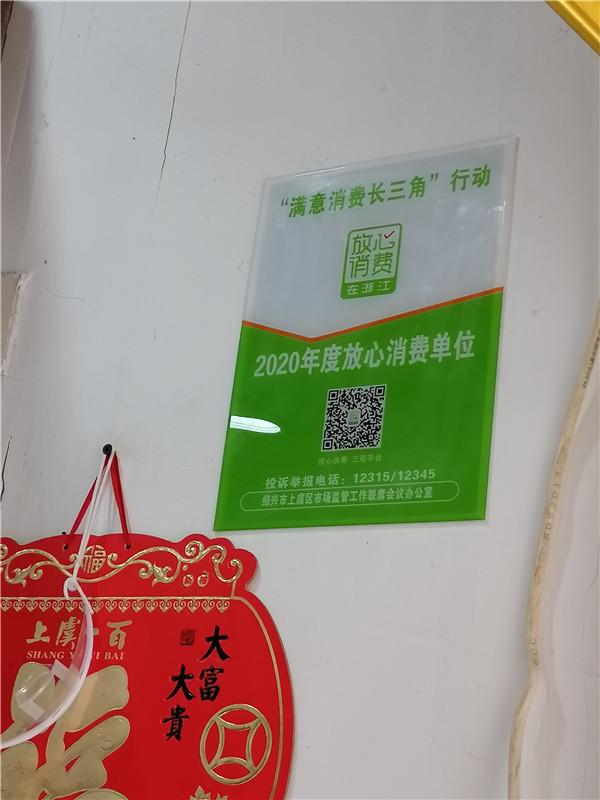 “满意消费长三角”行动
放心
消费
在浙江
2020年度放心消费单位
放心消费 三端平台
投诉举报电话：12315/12345
绍兴市上虞区市场监管工作联席会议办公室
福
上虞一百
SHANG YU YI BAI
大富
大貴